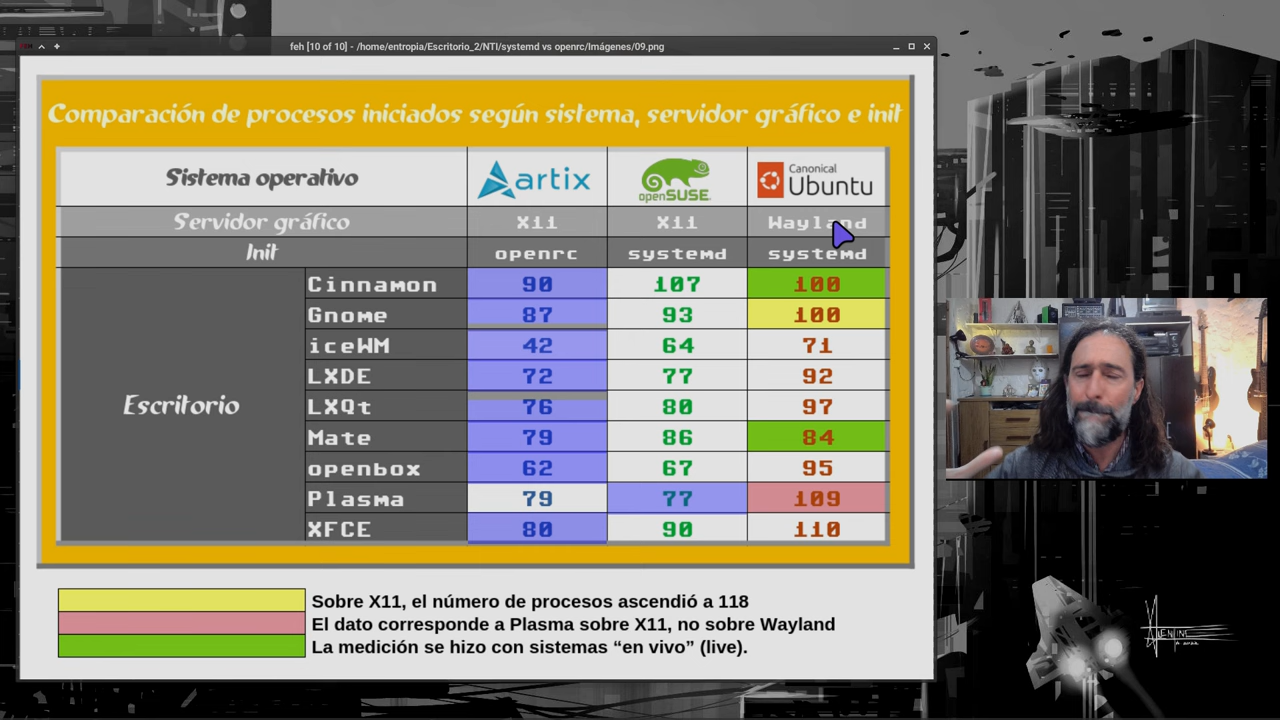 feh [10 of 10] - /home/entropia/Escritorio_2/NTI/systemd vs openrc/Imágenes/09.png
Comparación de procesos iniciados según sistema, servidor gráfico e init
Sistema operativo artix openSUSE Canonical Ubuntu
Servidor gráfico X11 X11 Wayland
Init openrc systemd systemd
Escritorio
Cinnamon 90 107 100
Gnome 87 93 100
iceWM 42 64 71
LXDE 72 77 92
LXQt 76 80 97
Mate 79 86 84
openbox 62 67 95
Plasma 79 77 109
XFCE 80 90 110
Sobre X11, el número de procesos ascendió a 118
El dato corresponde a Plasma sobre X11, no sobre Wayland
La medición se hizo con sistemas “en vivo” (live).